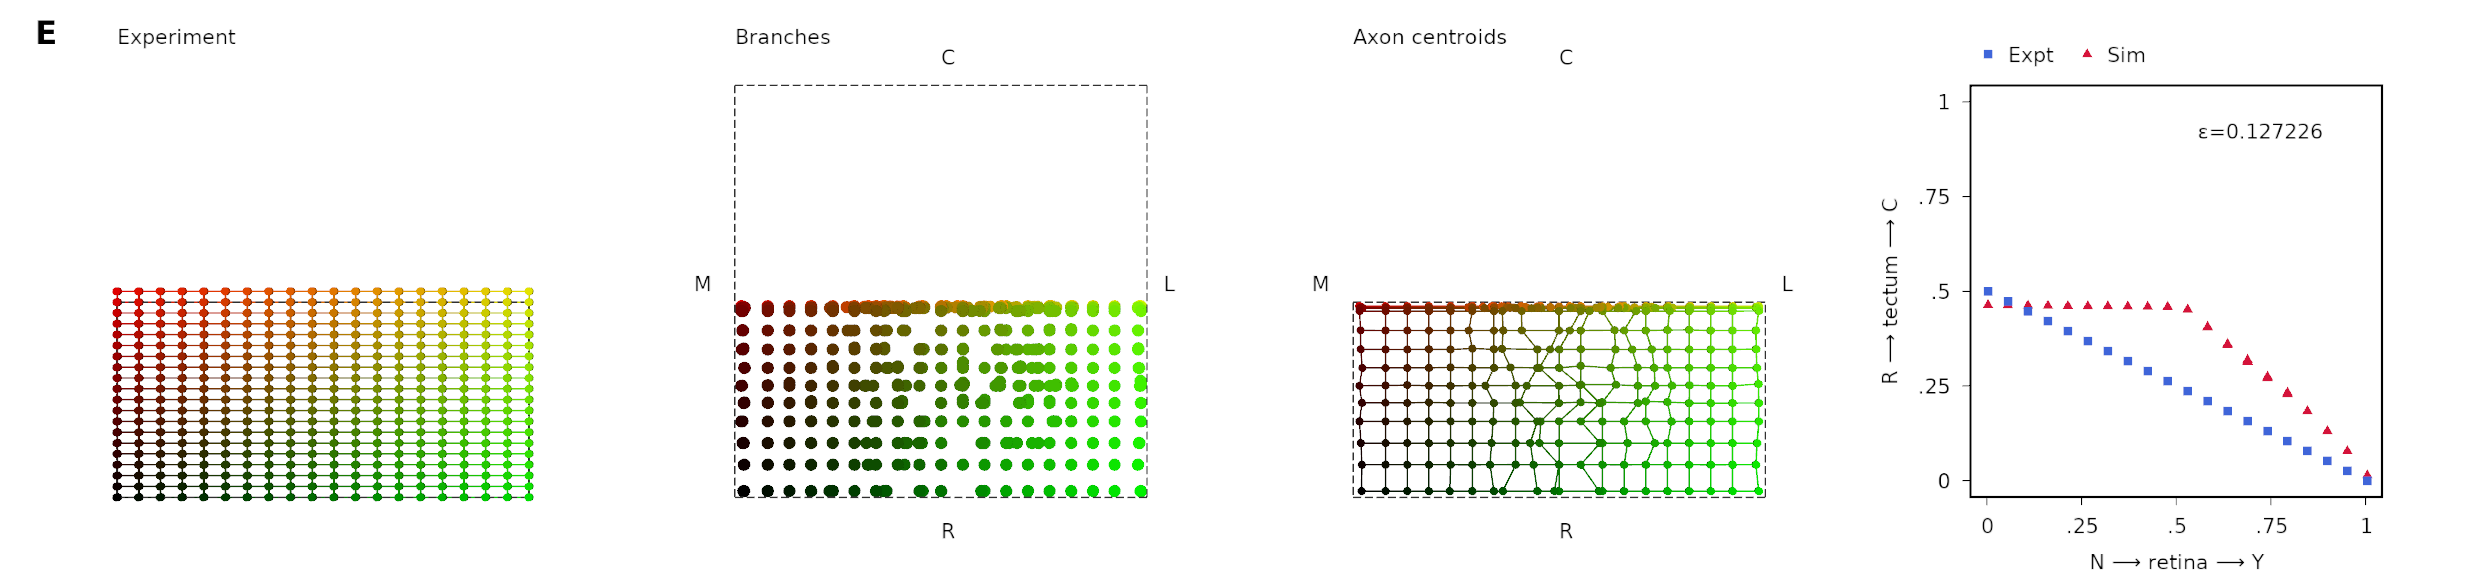 E
Experiment
Branches
C
M
L
R
Axon centroids
C
M
L
R
Expt
Sim
ε=0.127226
1
.75
.5
.25
0
R ⟶ tectum ⟶ C
0
.25
.5
.75
1
N ⟶ retina ⟶ Y